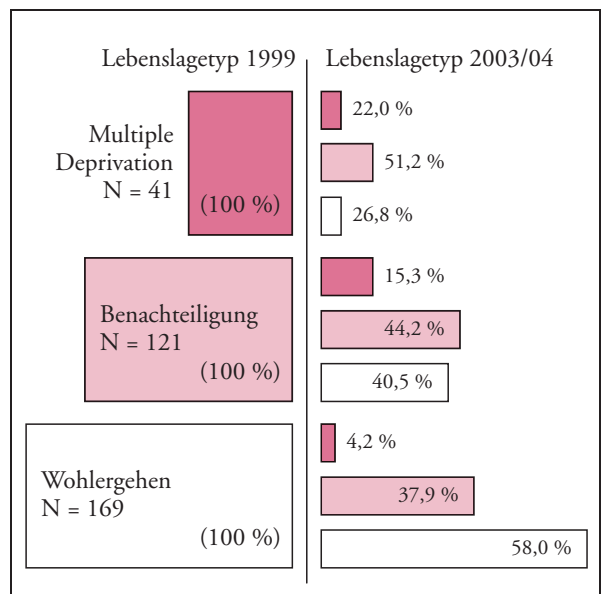 Lebenslagetyp 1999
Lebenslagetyp 2003/04
Multiple
Deprivation
N = 41
(100 %)
22,0 %
51,2 %
26,8 %
Benachteiligung
N = 121
(100 %)
15,3 %
44,2 %
40,5 %
Wohlergehen
N = 169
(100 %)
4,2 %
37,9 %
58,0 %